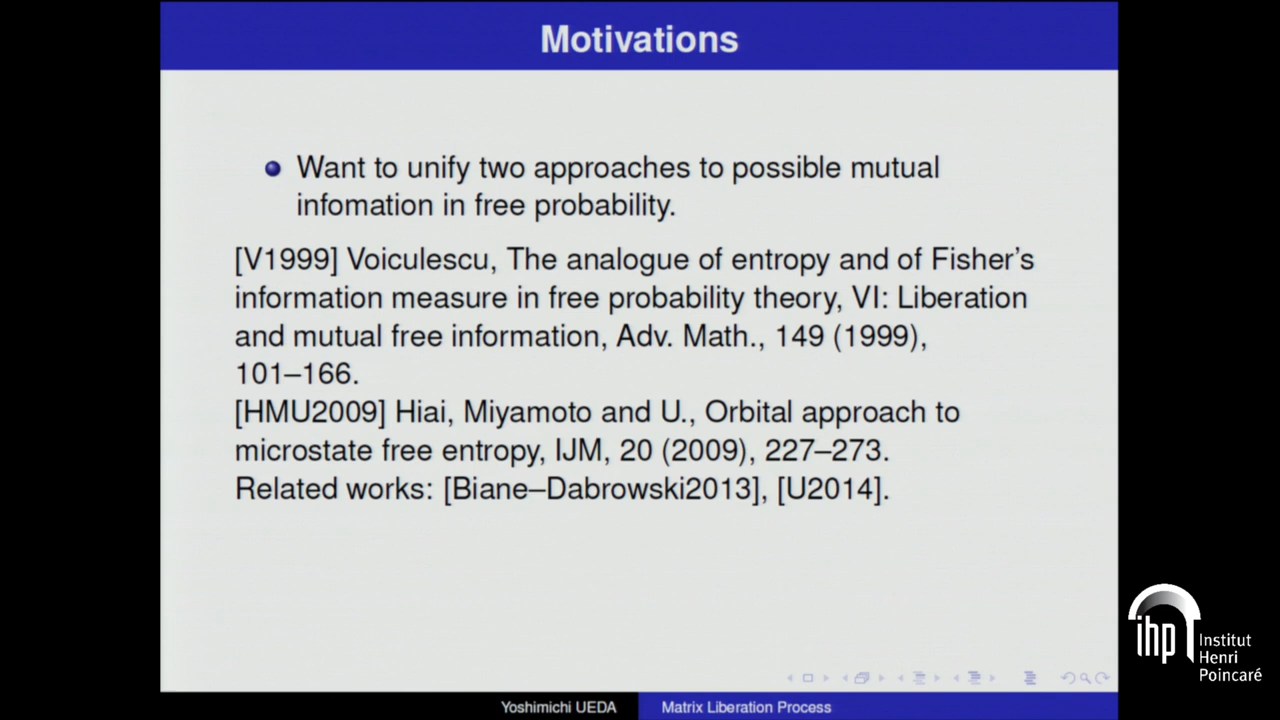 Motivations
Want to unify two approaches to possible mutual
infomation in free probability.
[V1999] Voiculescu, The analogue of entropy and of Fisher's
information measure in free probability theory, VI: Liberation
and mutual free information, Adv. Math., 149 (1999),
101–166.
[HMU2009] Hiai, Miyamoto and U., Orbital approach to
microstate free entropy, IJM, 20 (2009), 227–273.
Related works: [Biane–Dabrowski2013], [U2014].
ihp Institut
Henri
Poincaré
Yoshimichi UEDA Matrix Liberation Process